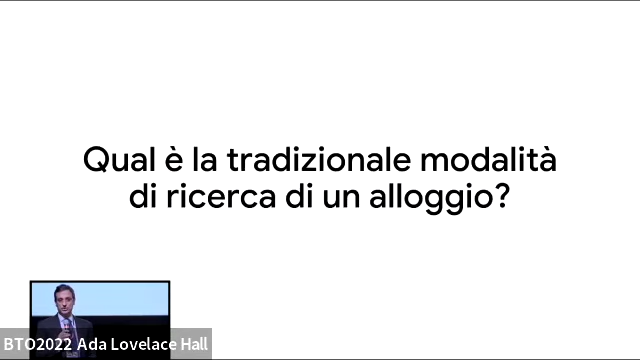 Qual è la tradizionale modalità
di ricerca di un alloggio?
BTO2022 Ada Lovelace Hall